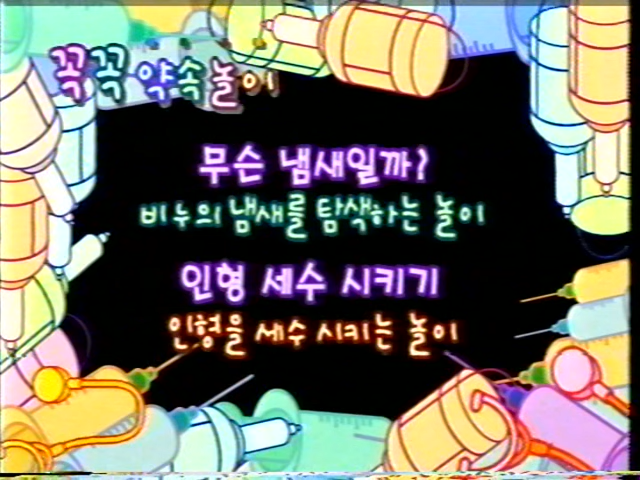 꼭꼭 약속놀이
무슨 냄새일까?
비누의 냄새를 탐색하는 놀이
인형 세수 시키기
인형을 세수 시키는 놀이